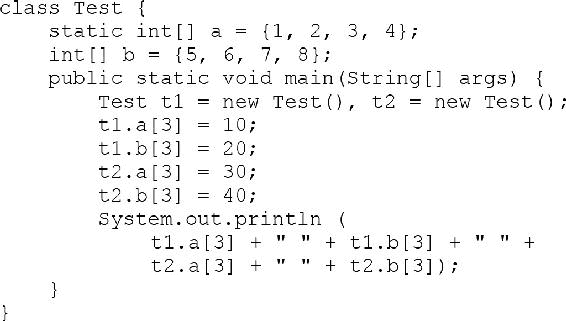 class Test {
    static int[] a = {1, 2, 3, 4};
    int[] b = {5, 6, 7, 8};
    public static void main(String[] args) {
        Test t1 = new Test(), t2 = new Test();
        t1.a[3] = 10;
        t1.b[3] = 20;
        t2.a[3] = 30;
        t2.b[3] = 40;
        System.out.println (
            t1.a[3] + " " + t1.b[3] + " " +
            t2.a[3] + " " + t2.b[3]);
    }
}